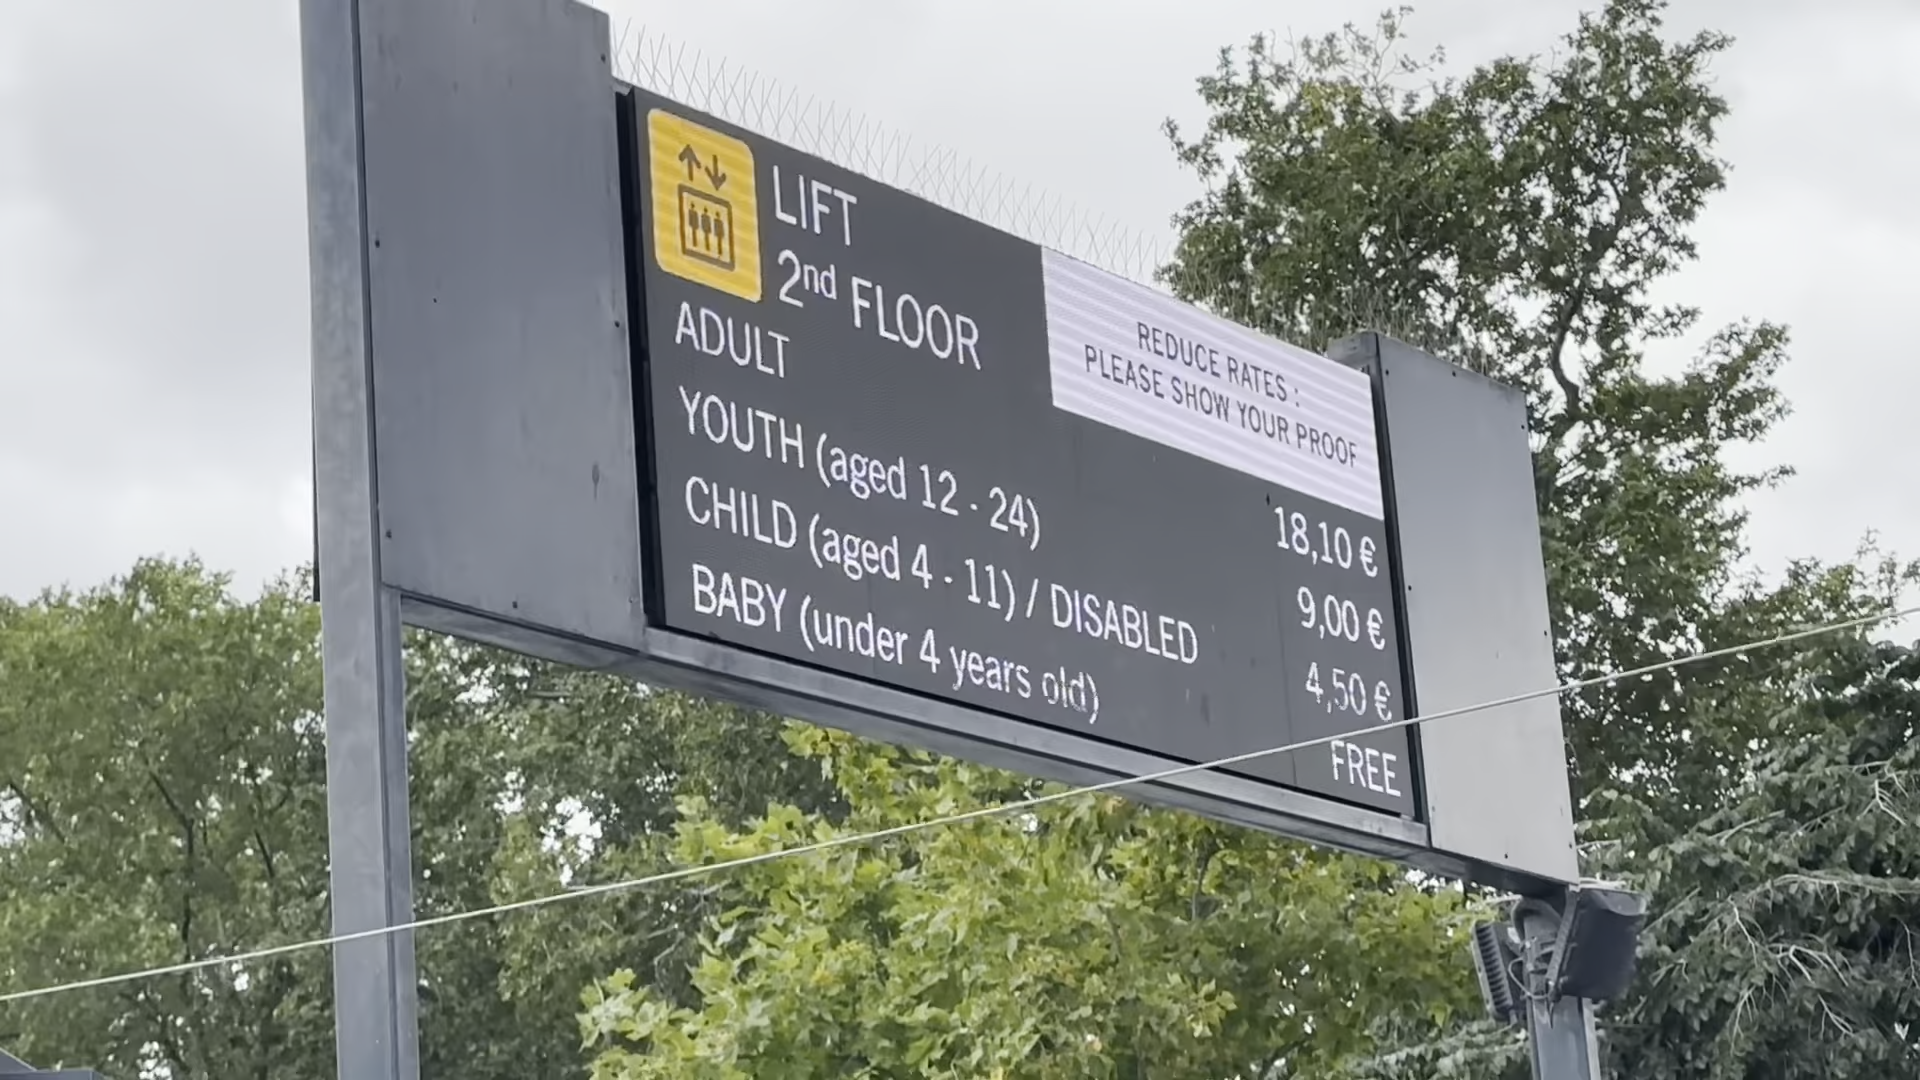 LIFT
2nd FLOOR
REDUCE RATES :
PLEASE SHOW YOUR PROOF
ADULT 18,10 €
YOUTH (aged 12 - 24) 9,00 €
CHILD (aged 4 - 11) / DISABLED 4,50 €
BABY (under 4 years old) FREE